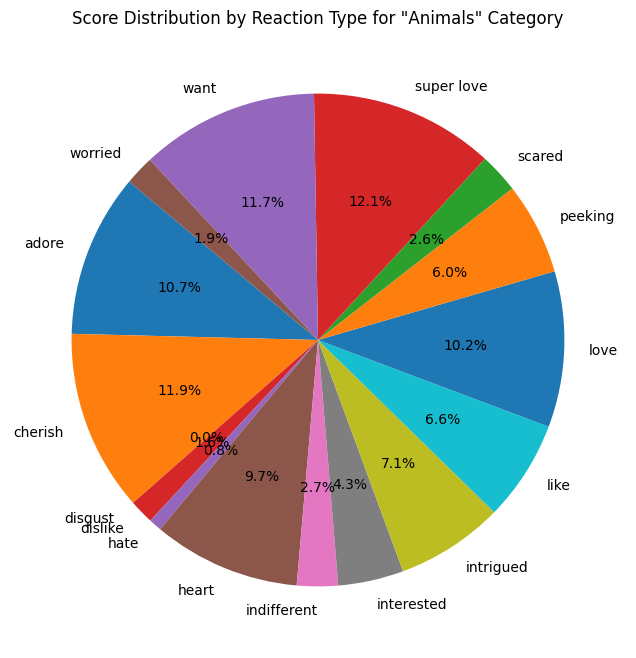 Score Distribution by Reaction Type for "Animals" Category
want
super love
worried
scared
peeking
adore
love
cherish
like
disgust
dislike
hate
intrigued
heart
interested
indifferent
11.7%
12.1%
1.9%
2.6%
6.0%
10.7%
10.2%
11.9%
6.6%
0.0%
1.6%
0.8%
7.1%
9.7%
2.7%
4.3%